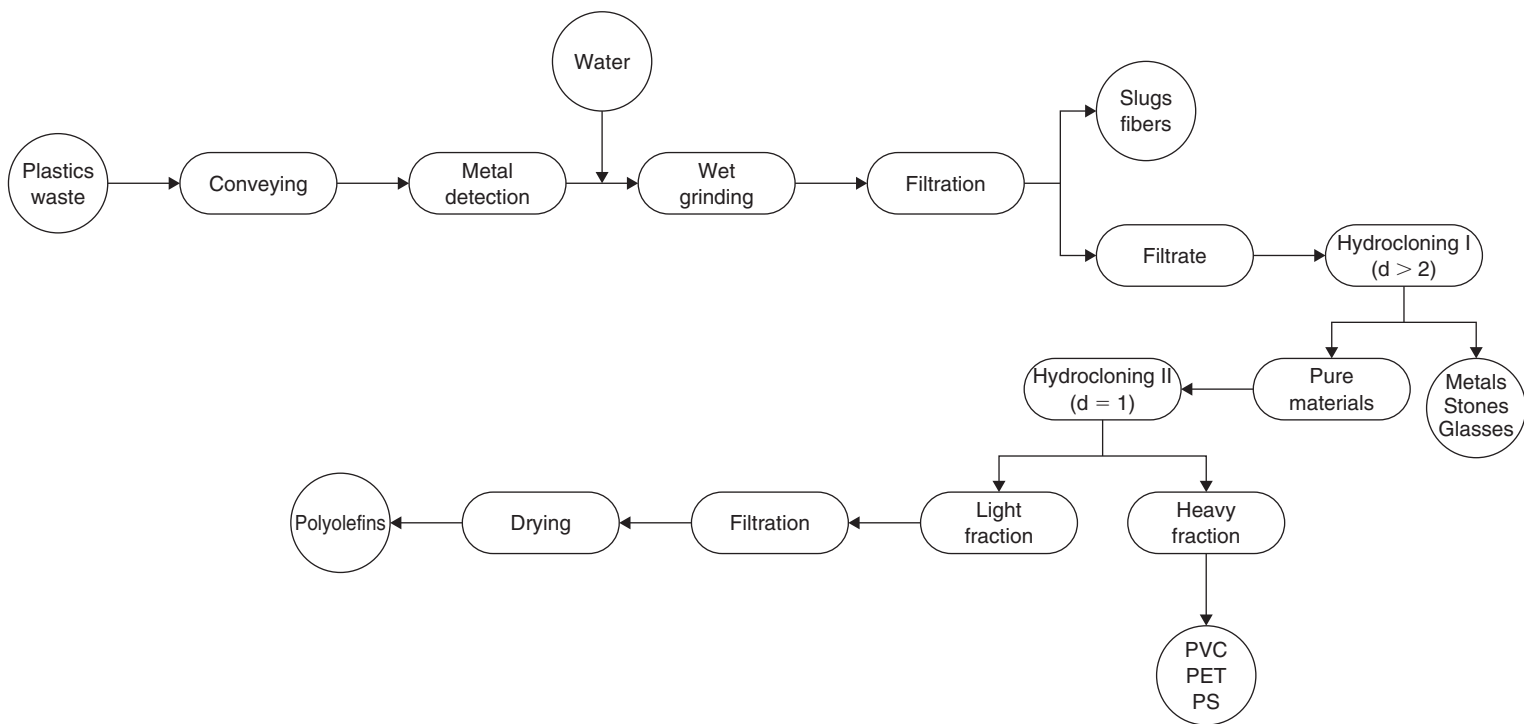 Water
Slugs
fibers
Plastics
waste
Conveying
Metal
detection
Wet
grinding
Filtration
Filtrate
Hydrocloning I
(d > 2)
Hydrocloning II
(d = 1)
Pure
materials
Metals
Stones
Glasses
Polyolefins
Drying
Filtration
Light
fraction
Heavy
fraction
PVC
PET
PS